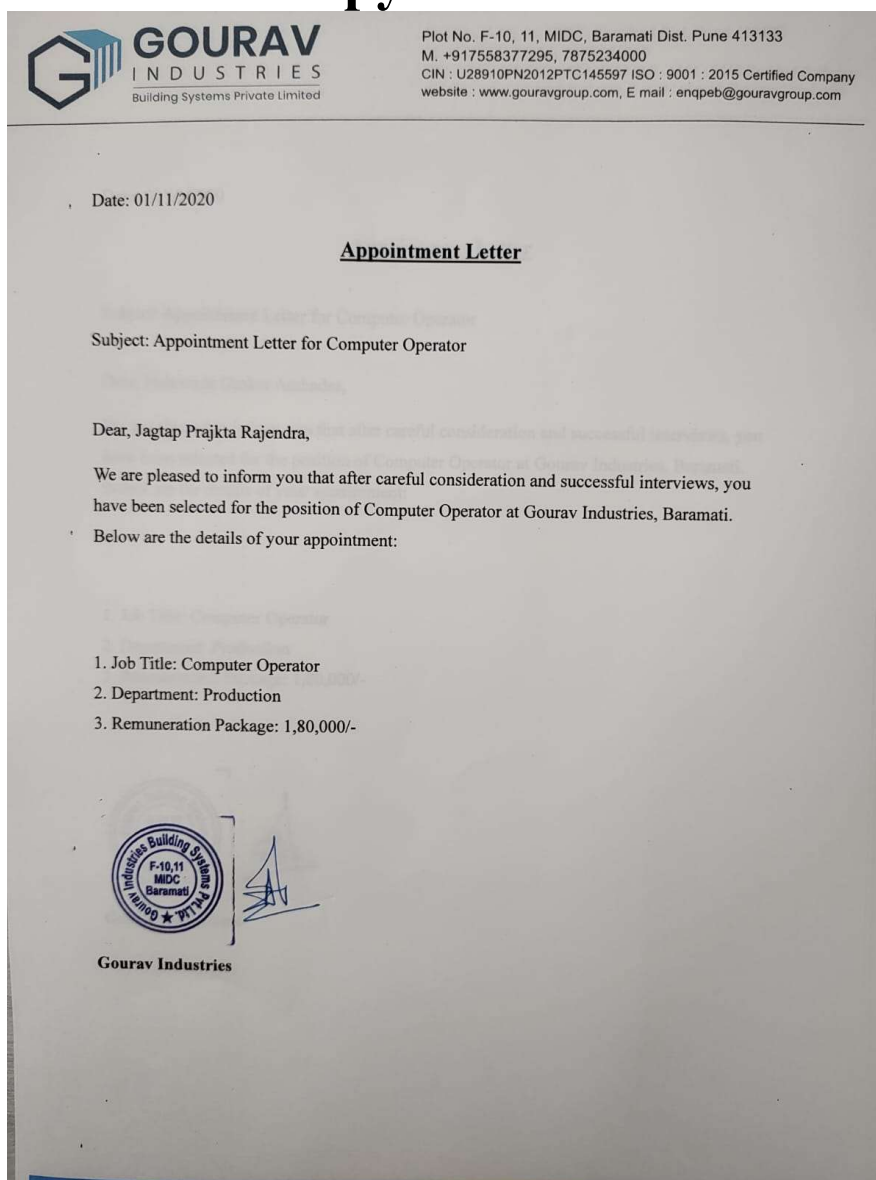 GOURAV
INDUSTRIES
Building Systems Private Limited
Plot No. F-10, 11, MIDC, Baramati Dist. Pune 413133
M. +917558377295, 7875234000
CIN : U28910PN2012PTC145597 ISO : 9001 : 2015 Certified Company
website : www.gouravgroup.com, E mail : enqpeb@gouravgroup.com
Date: 01/11/2020
Appointment Letter
Subject: Appointment Letter for Computer Operator
Dear, Jagtap Prajkta Rajendra,
We are pleased to inform you that after careful consideration and successful interviews, you
have been selected for the position of Computer Operator at Gourav Industries, Baramati.
Below are the details of your appointment:
1. Job Title: Computer Operator
2. Department: Production
3. Remuneration Package: 1,80,000/-
Gourav Industries Building Systems Pvt.Ltd. ★
F-10,11
MIDC
Baramati
Gourav Industries